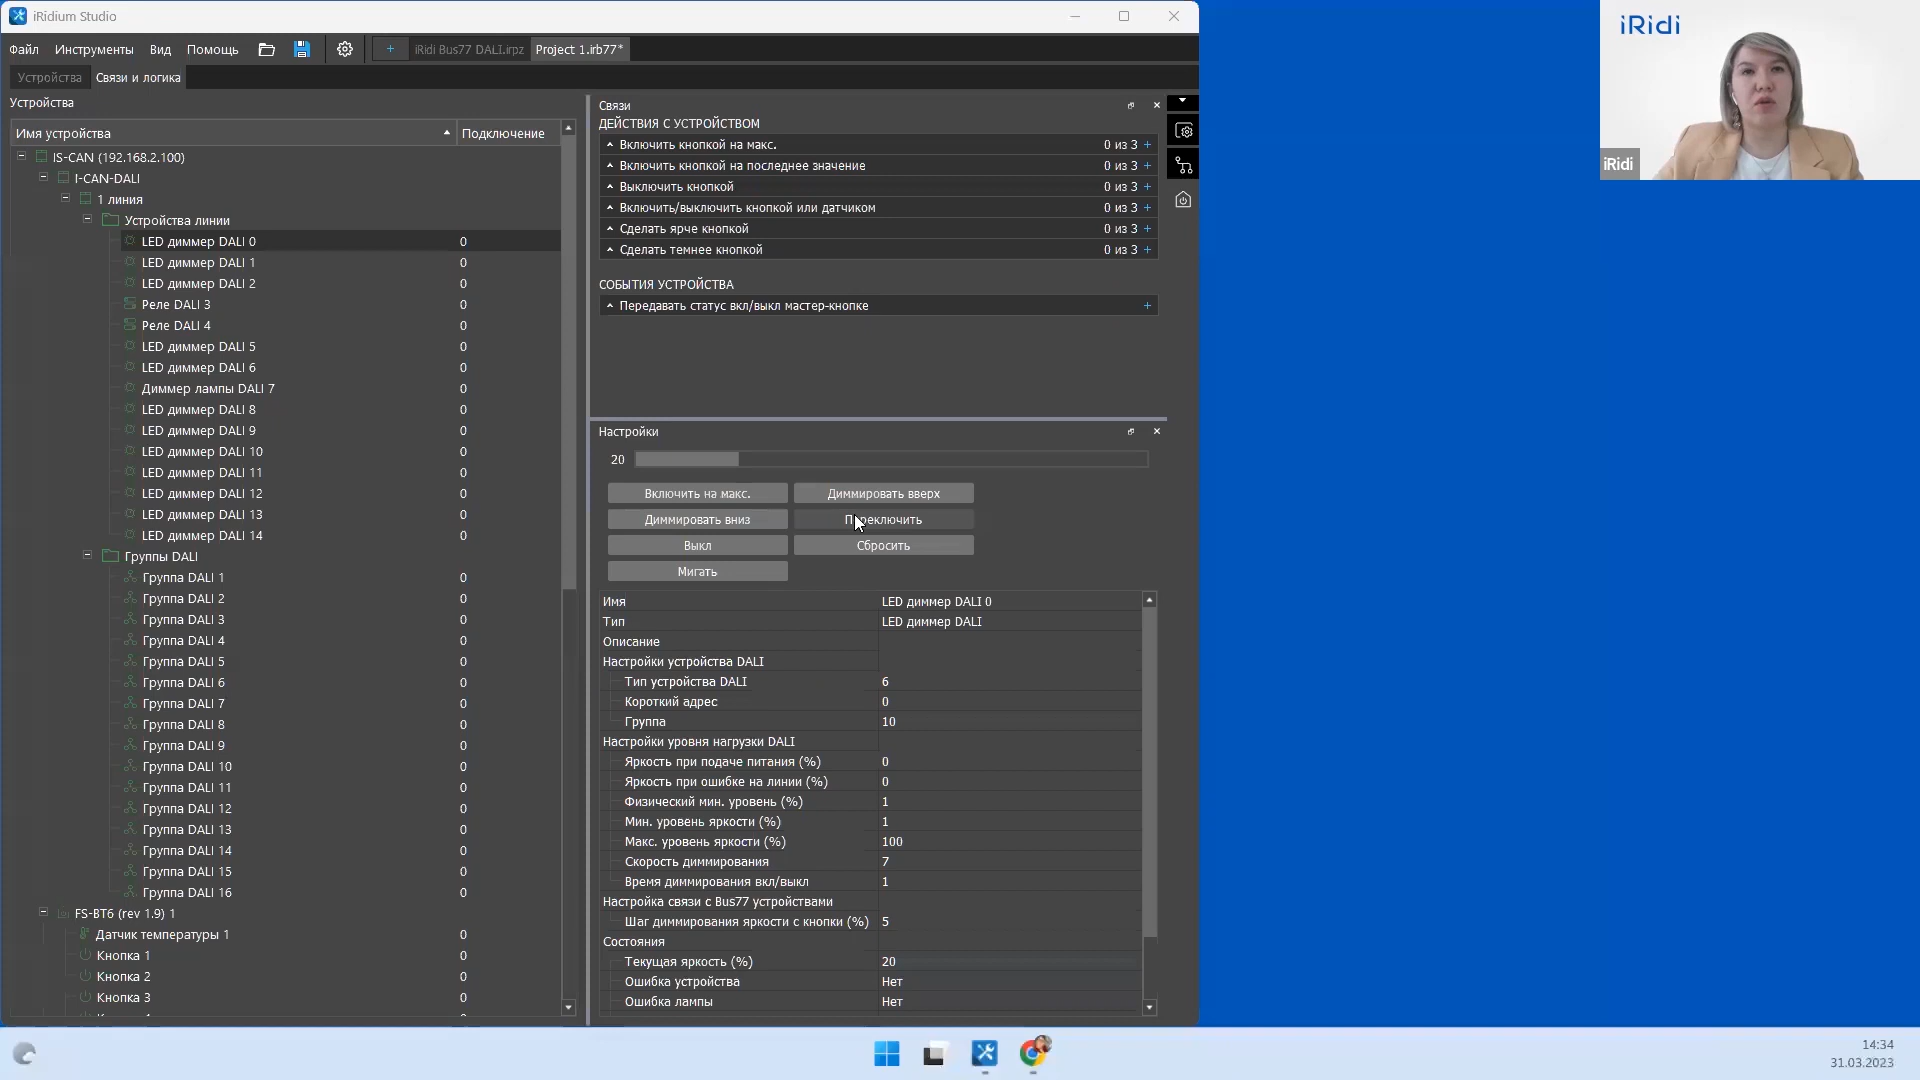 iRidium Studio
Файл Инструменты Вид Помощь + iRidi Bus77 DALI.irpz Project 1.irb77*
Устройства Связи и логика
Устройства
Имя устройства Подключение
IS-CAN (192.168.2.100)
I-CAN-DALI
1 линия
Устройства линии
LED диммер DALI 0 0
LED диммер DALI 1 0
LED диммер DALI 2 0
Реле DALI 3 0
Реле DALI 4 0
LED диммер DALI 5 0
LED диммер DALI 6 0
Диммер лампы DALI 7 0
LED диммер DALI 8 0
LED диммер DALI 9 0
LED диммер DALI 10 0
LED диммер DALI 11 0
LED диммер DALI 12 0
LED диммер DALI 13 0
LED диммер DALI 14 0
Группы DALI
Группа DALI 1 0
Группа DALI 2 0
Группа DALI 3 0
Группа DALI 4 0
Группа DALI 5 0
Группа DALI 6 0
Группа DALI 7 0
Группа DALI 8 0
Группа DALI 9 0
Группа DALI 10 0
Группа DALI 11 0
Группа DALI 12 0
Группа DALI 13 0
Группа DALI 14 0
Группа DALI 15 0
Группа DALI 16 0
FS-BT6 (rev 1.9) 1
Датчик температуры 1 0
Кнопка 1 0
Кнопка 2 0
Кнопка 3 0
Связи
ДЕЙСТВИЯ С УСТРОЙСТВОМ
Включить кнопкой на макс. 0 из 3 +
Включить кнопкой на последнее значение 0 из 3 +
Выключить кнопкой 0 из 3 +
Включить/выключить кнопкой или датчиком 0 из 3 +
Сделать ярче кнопкой 0 из 3 +
Сделать темнее кнопкой 0 из 3 +
СОБЫТИЯ УСТРОЙСТВА
Передавать статус вкл/выкл мастер-кнопке +
Настройки
20
Включить на макс. Диммировать вверх
Диммировать вниз Переключить
Выкл Сбросить
Мигать
Имя LED диммер DALI 0
Тип LED диммер DALI
Описание
Настройки устройства DALI
Тип устройства DALI 6
Короткий адрес 0
Группа 10
Настройки уровня нагрузки DALI
Яркость при подаче питания (%) 0
Яркость при ошибке на линии (%) 0
Физический мин. уровень (%) 1
Мин. уровень яркости (%) 1
Макс. уровень яркости (%) 100
Скорость диммирования 7
Время диммирования вкл/выкл 1
Настройка связи с Bus77 устройствами
Шаг диммирования яркости с кнопки (%) 5
Состояния
Текущая яркость (%) 20
Ошибка устройства Нет
Ошибка лампы Нет
iRidi
iRidi
14:34
31.03.2023